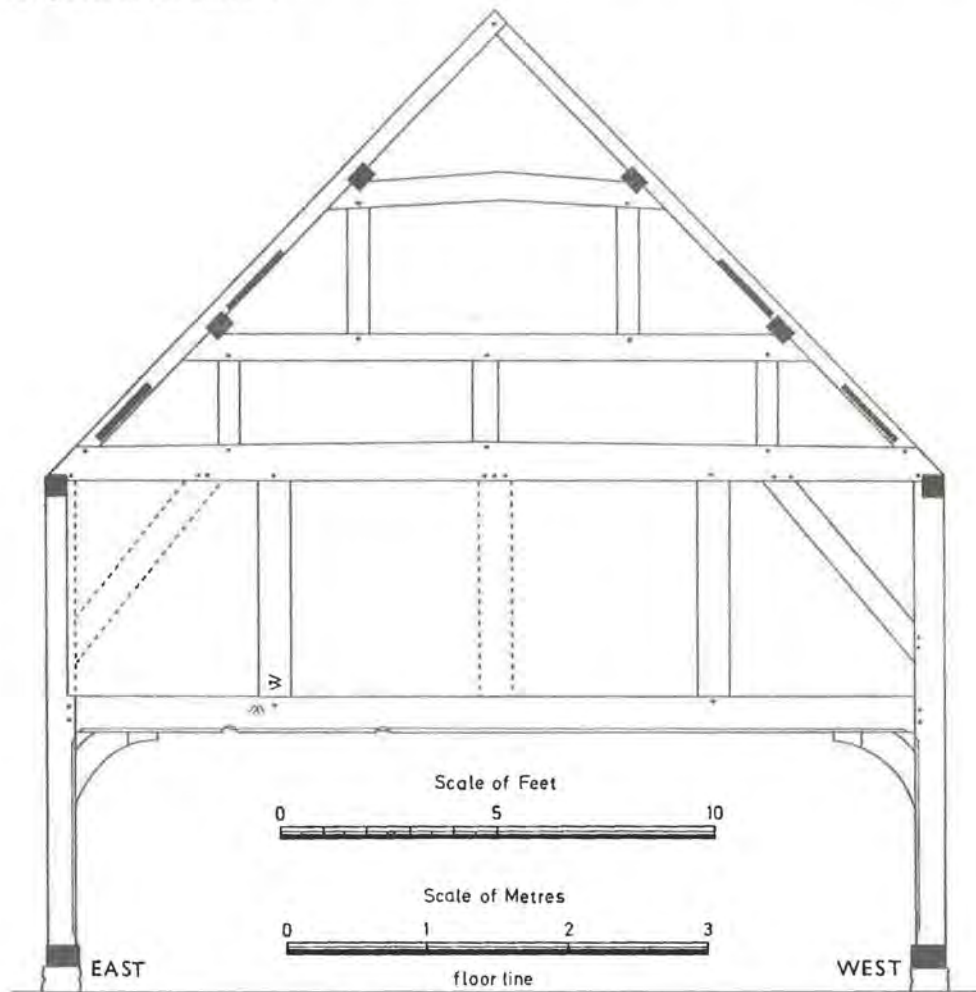 W
Scale of Feet
0 5 10
Scale of Metres
0 1 2 3
EAST WEST
floor line